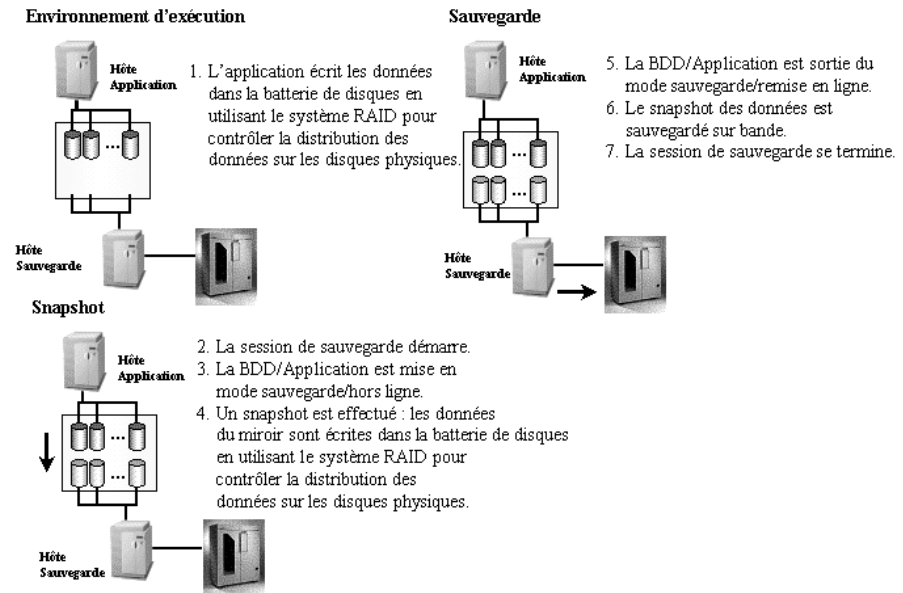 Environnement d'exécution
Hôte
Application
1. L'application écrit les données
dans la batterie de disques en
utilisant le système RAID pour
contrôler la distribution des
données sur les disques physiques.
Hôte
Sauvegarde
Sauvegarde
Hôte
Application
5. La BDD/Application est sortie du
mode sauvegarde/remise en ligne.
6. Le snapshot des données est
sauvegardé sur bande.
7. La session de sauvegarde se termine.
Hôte
Sauvegarde
Snapshot
Hôte
Application
2. La session de sauvegarde démarre.
3. La BDD/Application est mise en
mode sauvegarde/hors ligne.
4. Un snapshot est effectué : les données
du miroir sont écrites dans la batterie de disques
en utilisant le système RAID pour
contrôler la distribution des
données sur les disques physiques.
Hôte
Sauvegarde